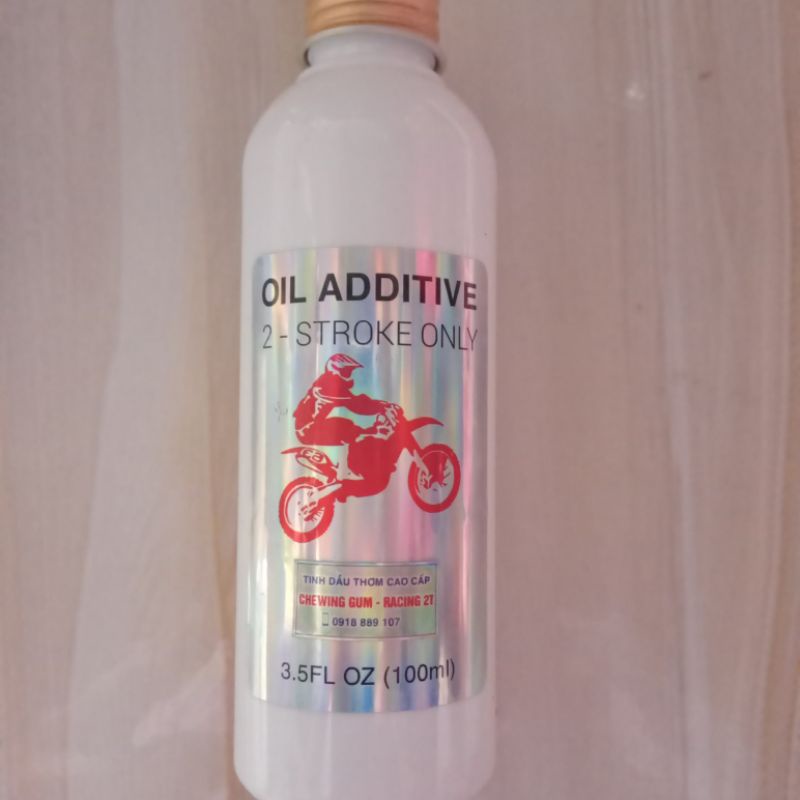 OIL ADDITIVE
2 - STROKE ONLY
TINH DẦU THƠM CAO CẤP
CHEWING GUM - RACING 2T
0918 889 107
3.5FL OZ (100ml)